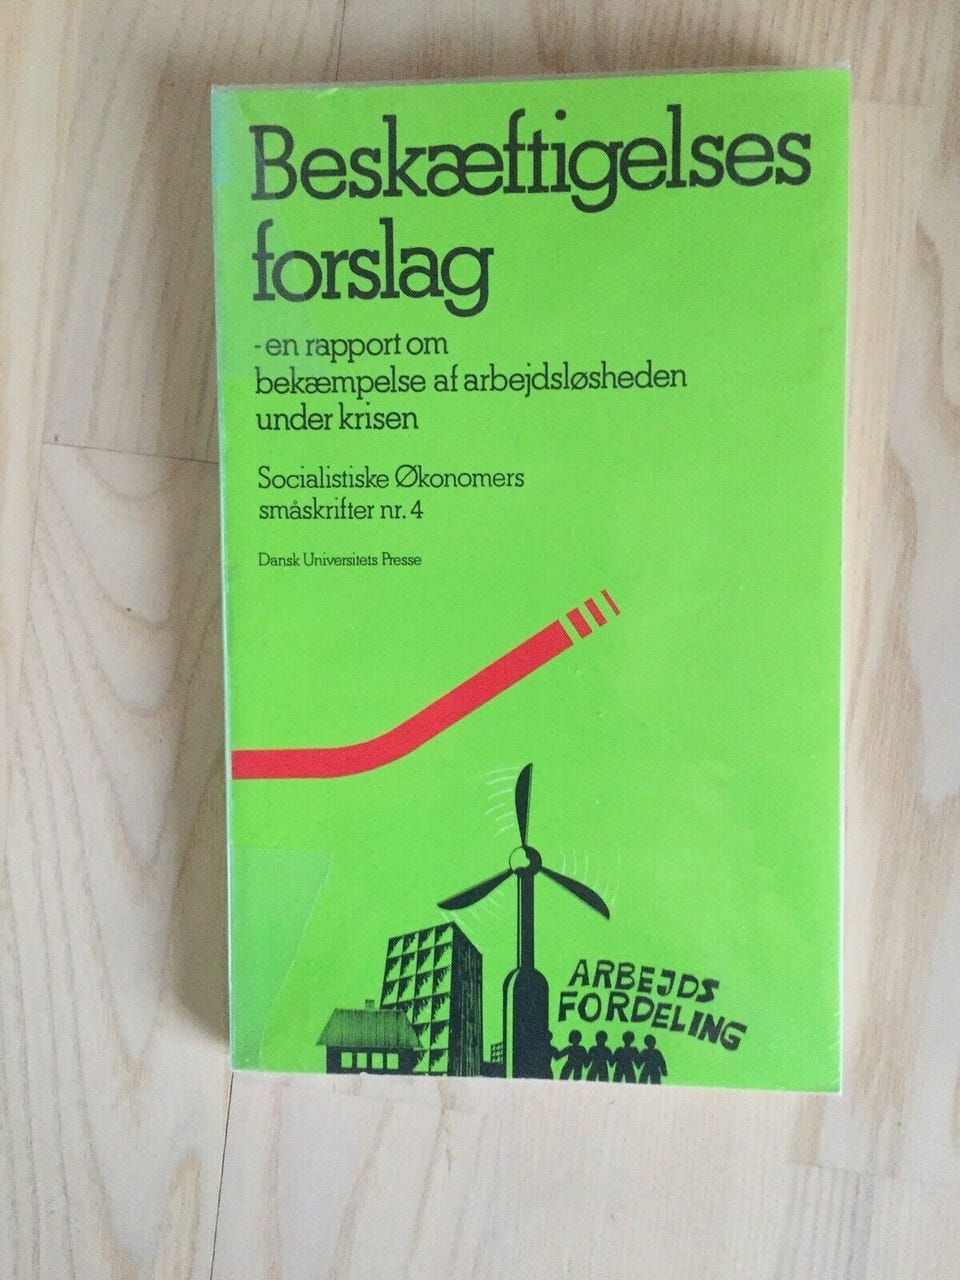 Beskæftigelses
forslag
-en rapport om
bekæmpelse af arbejdsløsheden
under krisen
Socialistiske Økonomers
småskrifter nr. 4
Dansk Universitets Presse
ARBEJDS
FORDELING